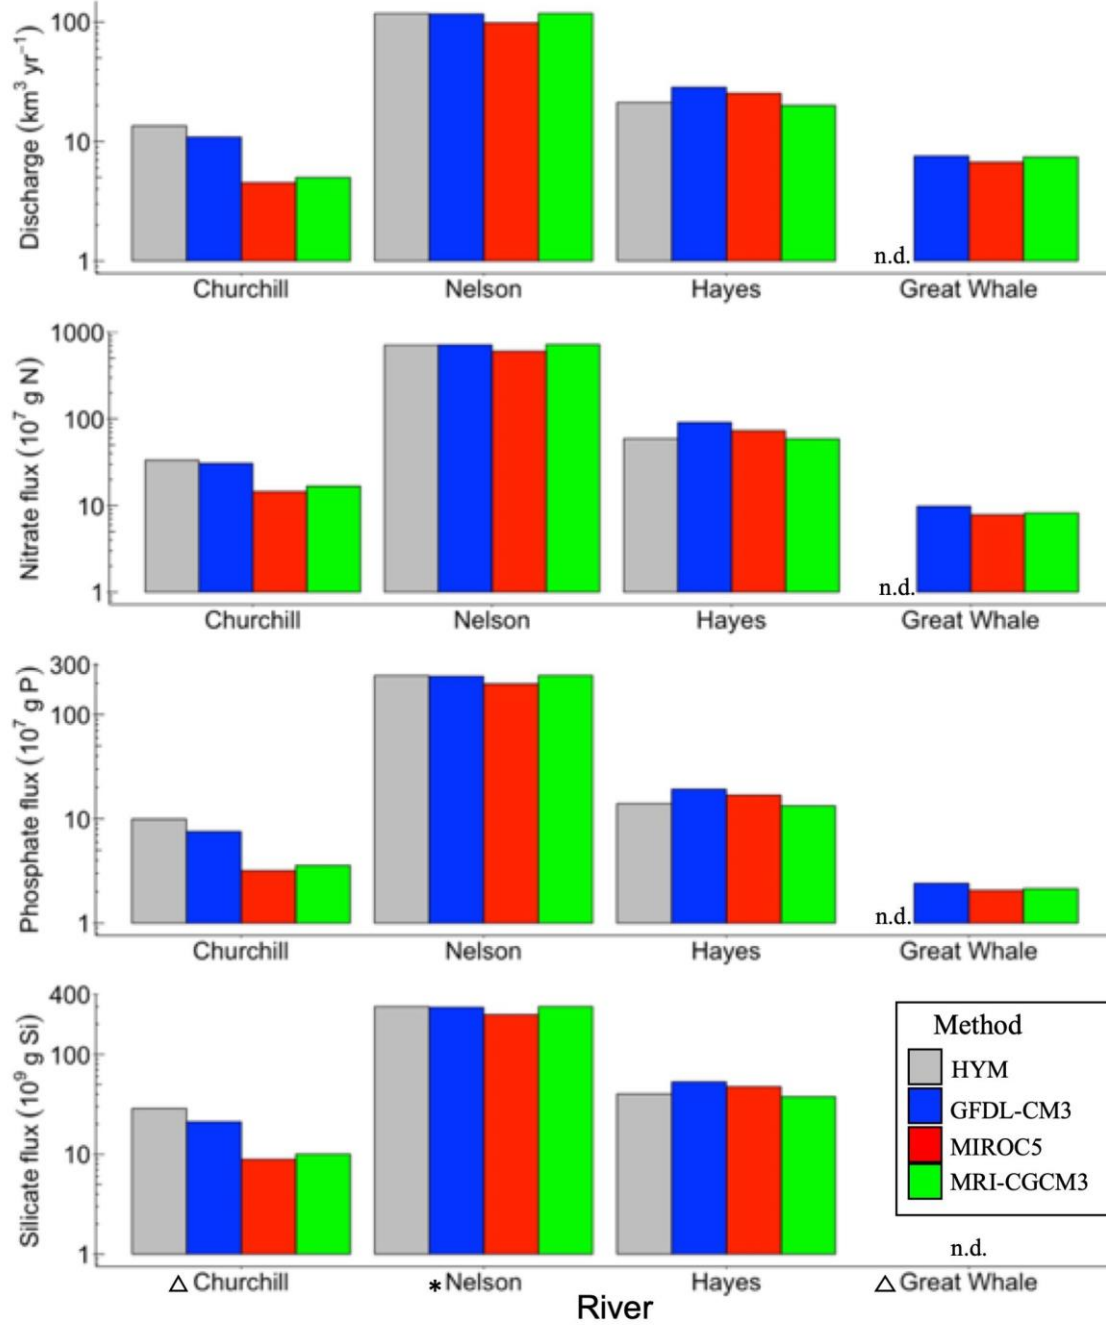 Discharge (km³ yr⁻¹)
100
10
1
n.d.
Churchill Nelson Hayes Great Whale
Nitrate flux (10⁷ g N)
1000
100
10
1
n.d.
Churchill Nelson Hayes Great Whale
Phosphate flux (10⁷ g P)
300
100
10
1
n.d.
Churchill Nelson Hayes Great Whale
Silicate flux (10⁹ g Si)
400
100
10
1
Method
HYM
GFDL-CM3
MIROC5
MRI-CGCM3
n.d.
△ Churchill *Nelson Hayes △ Great Whale
River